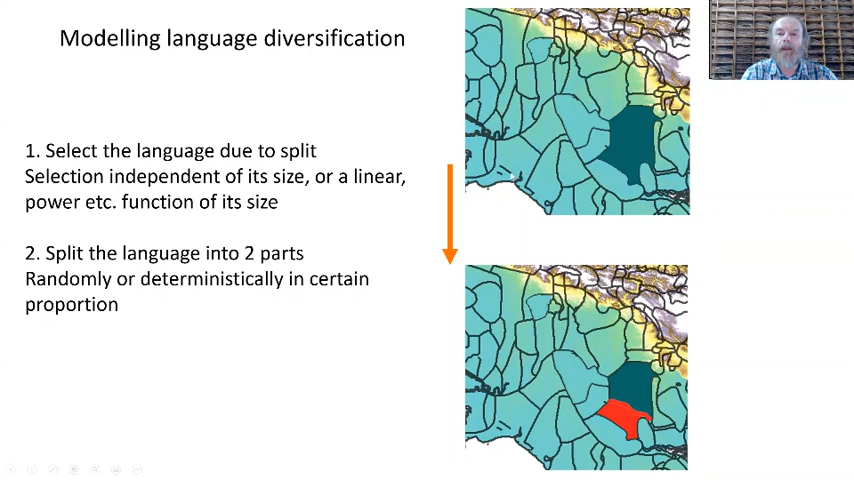 Modelling language diversification
1. Select the language due to split
Selection independent of its size, or a linear,
power etc. function of its size
2. Split the language into 2 parts
Randomly or deterministically in certain
proportion